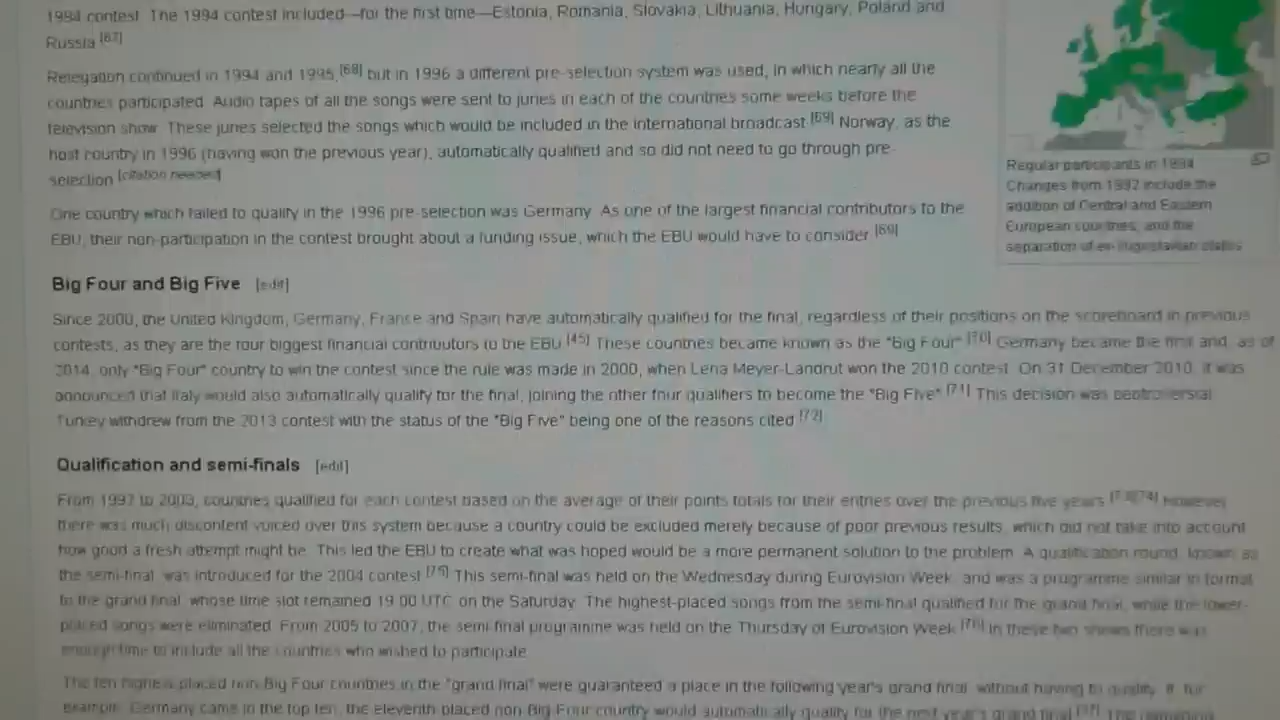 1994 contest. The 1994 contest included—for the first time—Estonia, Romania, Slovakia, Lithuania, Hungary, Poland and
Russia.[67]
Relegation continued in 1994 and 1995,[68] but in 1996 a different pre-selection system was used, in which nearly all the
countries participated. Audio tapes of all the songs were sent to juries in each of the countries some weeks before the
television show. These juries selected the songs which would be included in the international broadcast.[69] Norway, as the
host country in 1996 (having won the previous year), automatically qualified and so did not need to go through pre-
selection.[citation needed]
One country which failed to qualify in the 1996 pre-selection was Germany. As one of the largest financial contributors to the
EBU, their non-participation in the contest brought about a funding issue, which the EBU would have to consider.[69]
Regular participants in 1994.
Changes from 1992 include the
addition of Central and Eastern
European countries, and the
separation of ex-Yugoslavian states.
Big Four and Big Five [edit]
Since 2000, the United Kingdom, Germany, France and Spain have automatically qualified for the final, regardless of their positions on the scoreboard in previous
contests, as they are the four biggest financial contributors to the EBU.[45] These countries became known as the "Big Four".[70] Germany became the first and, as of
2014, only "Big Four" country to win the contest since the rule was made in 2000, when Lena Meyer-Landrut won the 2010 contest. On 31 December 2010, it was
announced that Italy would also automatically qualify for the final, joining the other four qualifiers to become the "Big Five".[71] This decision was controversial.
Turkey withdrew from the 2013 contest with the status of the "Big Five" being one of the reasons cited.[72]
Qualification and semi-finals [edit]
From 1997 to 2003, countries qualified for each contest based on the average of their points totals for their entries over the previous five years.[73][74] However,
there was much discontent voiced over this system because a country could be excluded merely because of poor previous results, which did not take into account
how good a fresh attempt might be. This led the EBU to create what was hoped would be a more permanent solution to the problem. A qualification round, known as
the semi-final, was introduced for the 2004 contest.[75] This semi-final was held on the Wednesday during Eurovision Week, and was a programme similar in format
to the grand final, whose time slot remained 19:00 UTC on the Saturday. The highest-placed songs from the semi-final qualified for the grand final, while the lower-
placed songs were eliminated. From 2005 to 2007, the semi-final programme was held on the Thursday of Eurovision Week.[76] In these two shows there was
enough time to include all the countries who wished to participate.
The ten highest-placed non-Big Four countries in the "grand final" were guaranteed a place in the following year's grand final, without having to qualify. If, for
example, Germany came in the top ten, the eleventh-placed non-Big-Four country would automatically qualify for the next year's grand final.[37] The remaining